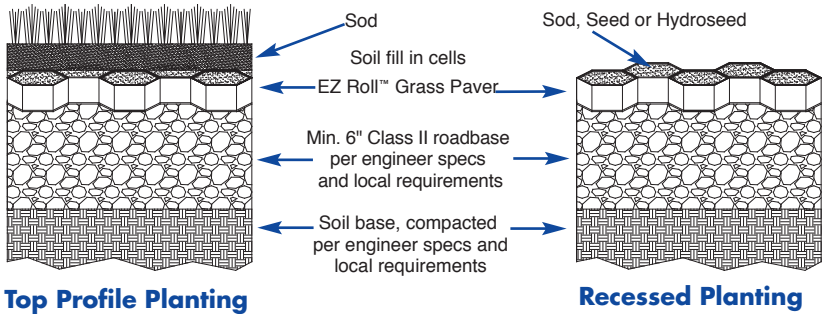 Sod
Sod, Seed or Hydroseed
Soil fill in cells
EZ Roll™ Grass Paver
Min. 6" Class II roadbase
per engineer specs
and local requirements
Soil base, compacted
per engineer specs and
local requirements
Top Profile Planting
Recessed Planting